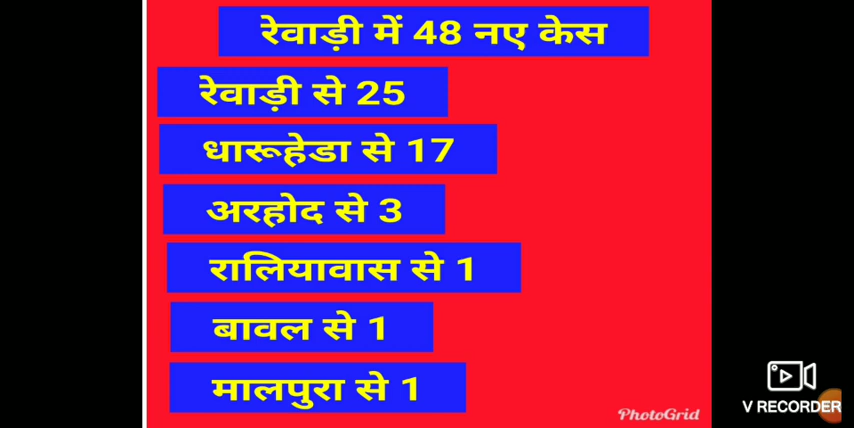 रेवाड़ी में 48 नए केस
रेवाड़ी से 25
धारूहेडा से 17
अरहोद से 3
रालियावास से 1
बावल से 1
मालपुरा से 1
PhotoGrid
V RECORDER